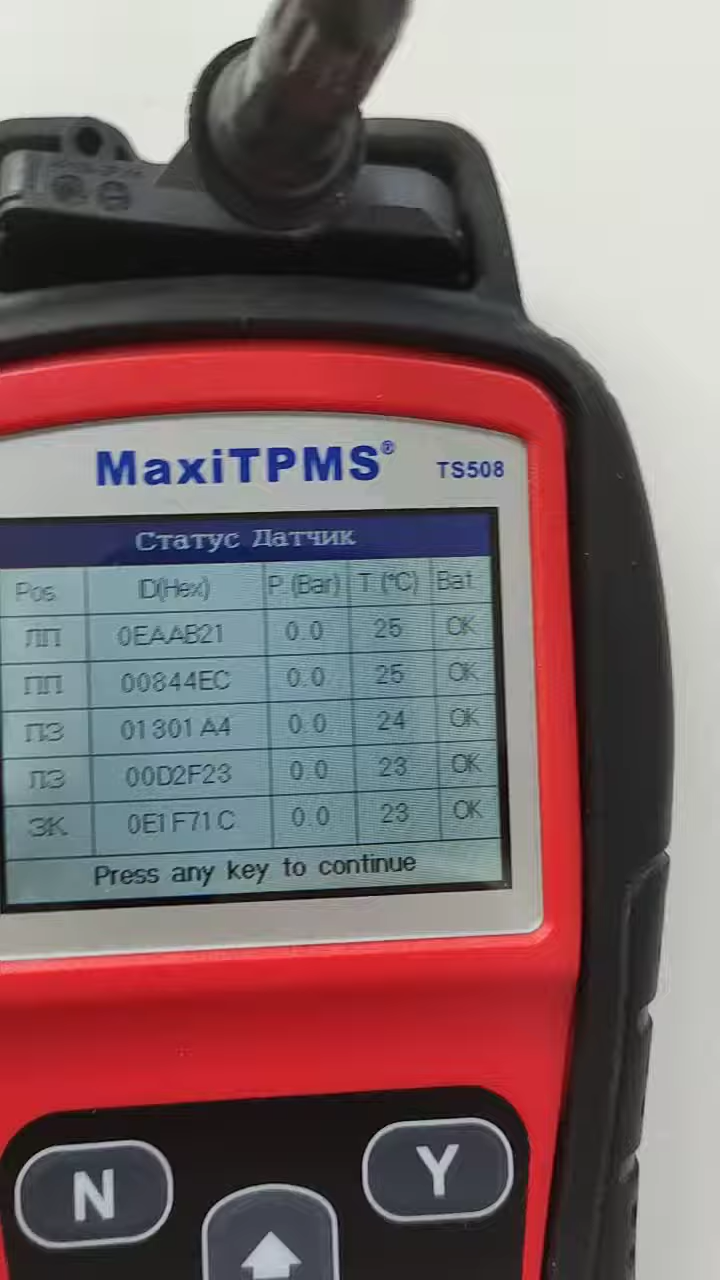 MaxiTPMS® TS508
Статус Датчик
Pos. ID(Hex) P.(Bar) T.(°C) Bat.
ЛП 0EAAB21 0.0 25 OK
ПП 00844EC 0.0 25 OK
ПЗ 01301A4 0.0 24 OK
ЛЗ 00D2F23 0.0 23 OK
ЗК 0E1F71C 0.0 23 OK
Press any key to continue
N Y